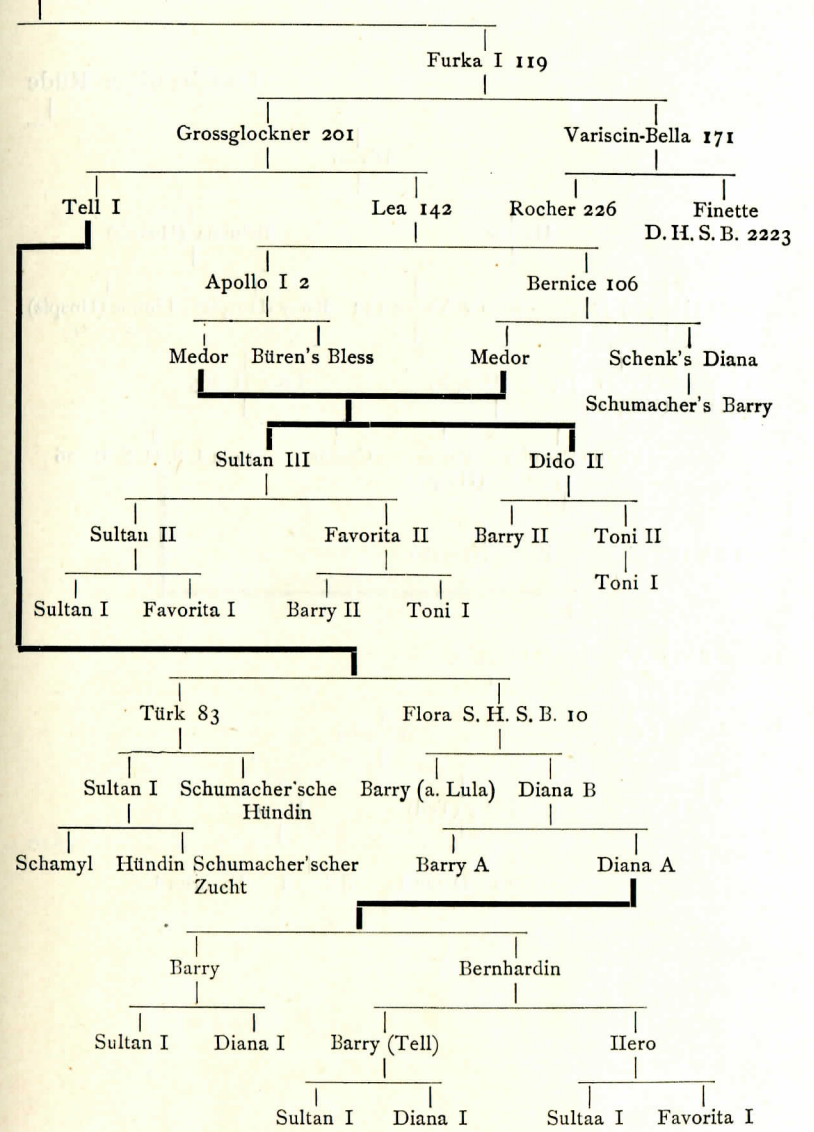 Furka I 119
Grossglockner 201 Variscin-Bella 171
Tell I Lea 142 Rocher 226 Finette
D. H. S. B. 2223
Apollo I 2 Bernice 106
Medor Büren's Bless Medor Schenk's Diana
Schumacher's Barry
Sultan III Dido II
Sultan II Favorita II Barry II Toni II
Toni I
Sultan I Favorita I Barry II Toni I
Türk 83 Flora S. H. S. B. 10
Sultan I Schumacher'sche Barry (a. Lula) Diana B
Hündin
Schamyl Hündin Schumacher'scher Barry A Diana A
Zucht
Barry Bernhardin
Sultan I Diana I Barry (Tell) Hero
Sultan I Diana I Sultaa I Favorita I